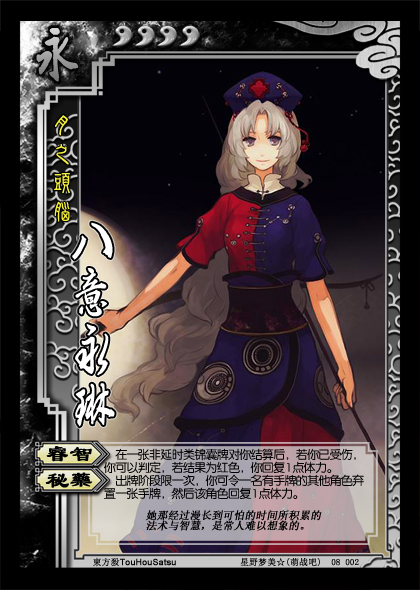 永
月之頭腦
八意永琳
睿智
在一张非延时类锦囊牌对你结算后，若你已受伤，
你可以判定，若结果为红色，你回复1点体力。
秘藥
出牌阶段限一次，你可令一名有手牌的其他角色弃
置一张手牌，然后该角色回复1点体力。
她那经过漫长到可怕的时间所积累的
法术与智慧，是常人难以想象的。
東方殺TouHouSatsu
星野梦美☆(萌战吧) 08 002